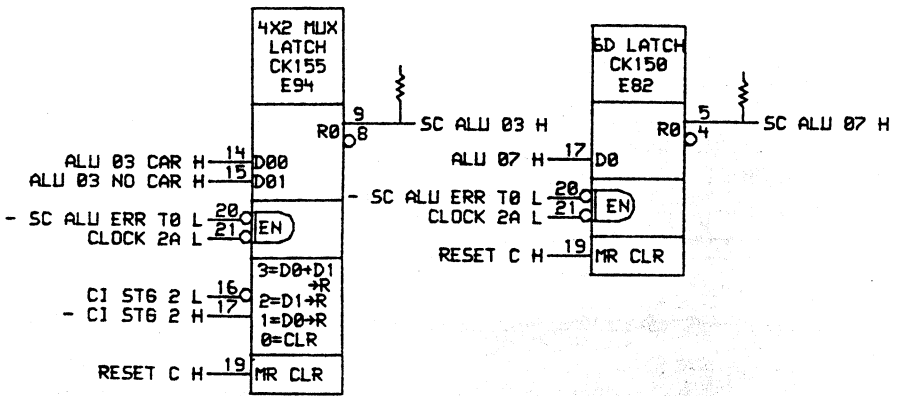 4X2 MUX
LATCH
CK155
E94
R0
9
8
SC ALU 03 H
ALU 03 CAR H
14
D00
ALU 03 NO CAR H
15
D01
- SC ALU ERR T0 L
20
CLOCK 2A L
21
EN
3=D0+D1
→R
CI STG 2 L
16
2=D1→R
- CI STG 2 H
17
1=D0→R
0=CLR
RESET C H
19
MR CLR
6D LATCH
CK150
E82
R0
5
4
SC ALU 07 H
ALU 07 H
17
D0
- SC ALU ERR T0 L
20
CLOCK 2A L
21
EN
RESET C H
19
MR CLR